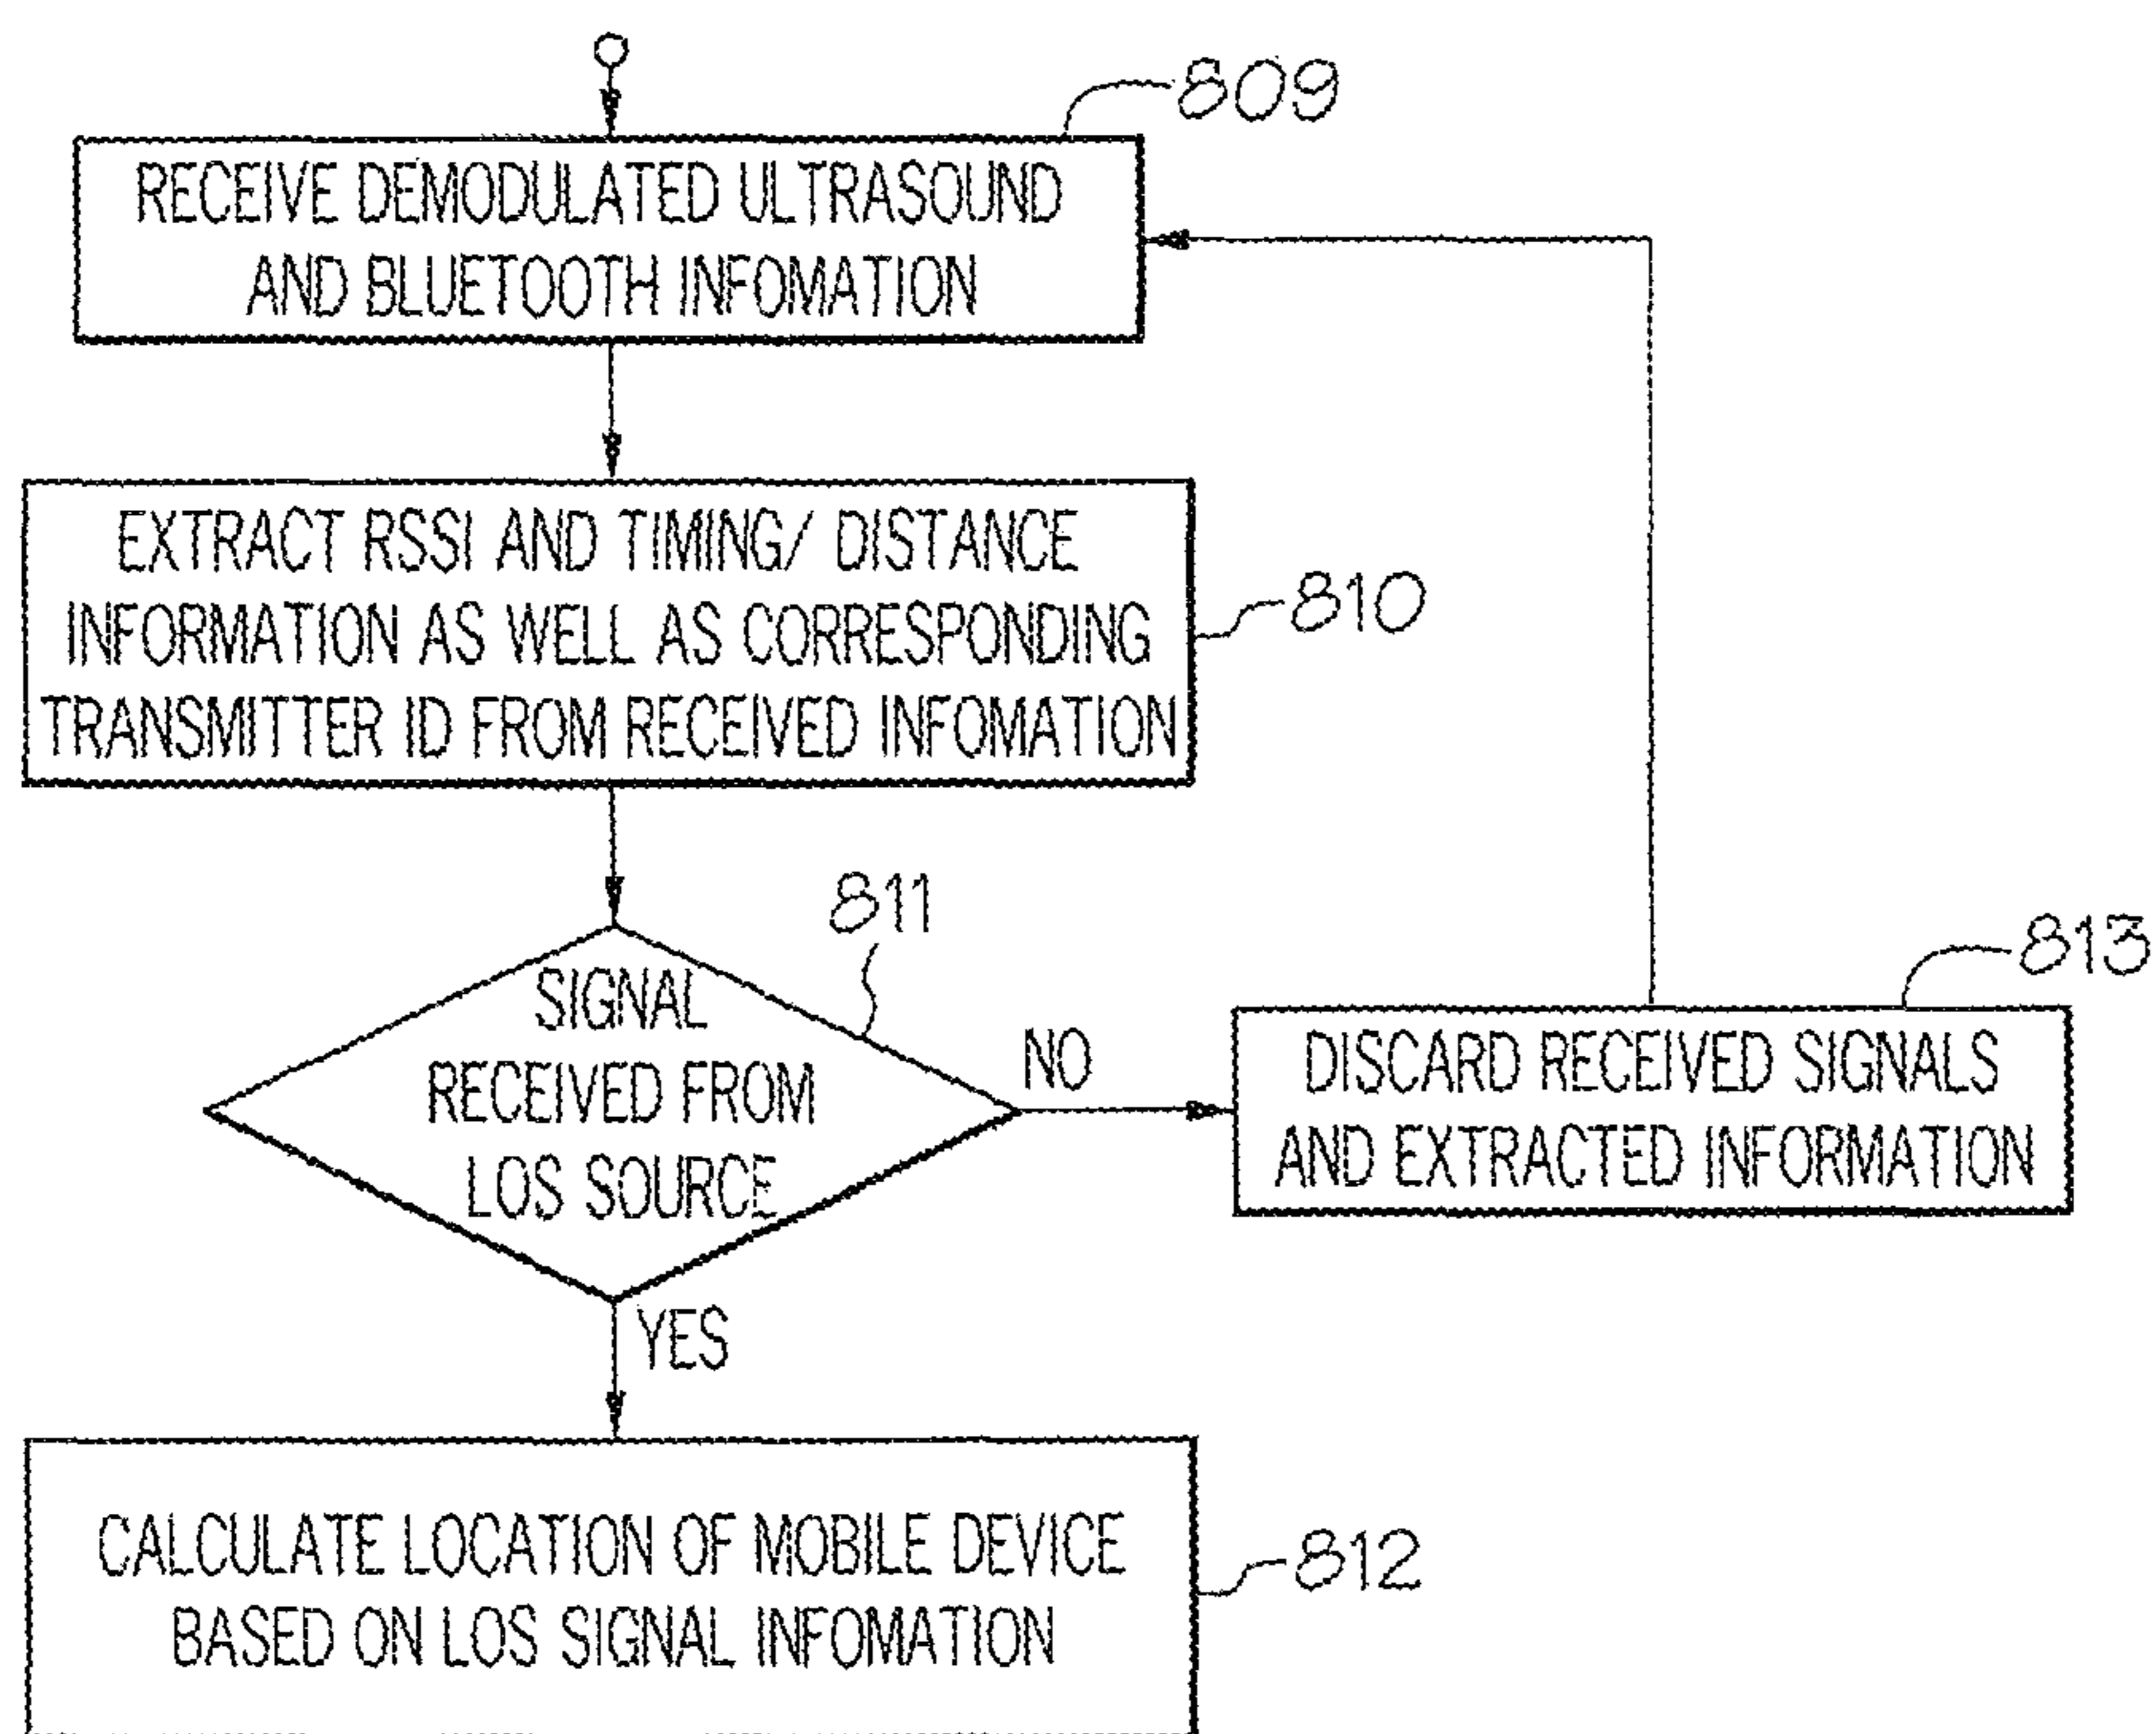 809
RECEIVE DEMODULATED ULTRASOUND
AND BLUETOOTH INFOMATION
EXTRACT RSSI AND TIMING/ DISTANCE
INFORMATION AS WELL AS CORRESPONDING
TRANSMITTER ID FROM RECEIVED INFOMATION
810
811
SIGNAL
RECEIVED FROM
LOS SOURCE
NO
813
DISCARD RECEIVED SIGNALS
AND EXTRACTED INFORMATION
YES
CALCULATE LOCATION OF MOBILE DEVICE
BASED ON LOS SIGNAL INFOMATION
812